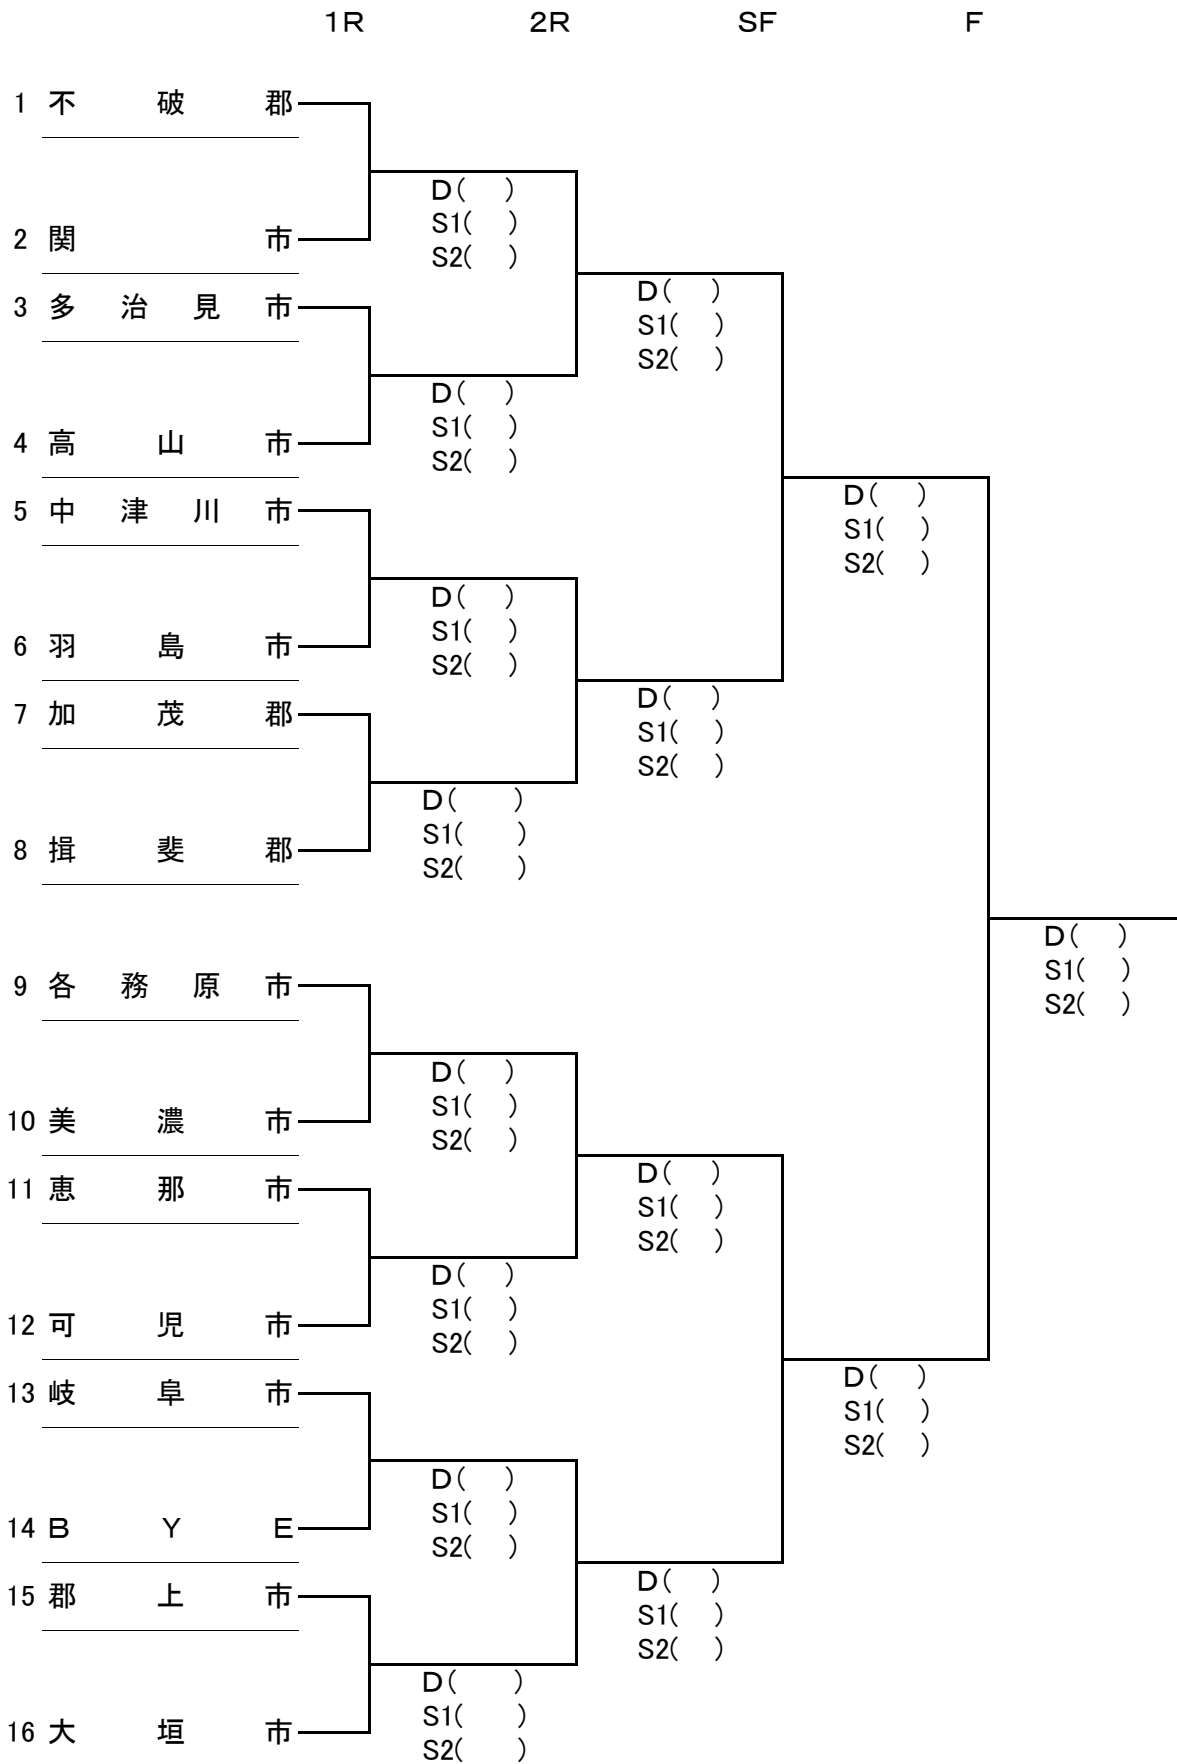 1R 2R SF F
1 不破郡
D( )
S1( )
2 関市
S2( )
D( )
3 多治見市
S1( )
S2( )
D( )
S1( )
4 高山市
S2( )
D( )
5 中津川市
S1( )
S2( )
D( )
S1( )
6 羽島市
S2( )
D( )
7 加茂郡
S1( )
S2( )
D( )
S1( )
8 揖斐郡
S2( )
D( )
S1( )
9 各務原市
S2( )
D( )
S1( )
10 美濃市
S2( )
D( )
11 恵那市
S1( )
S2( )
D( )
S1( )
12 可児市
S2( )
D( )
13 岐阜市
S1( )
S2( )
D( )
S1( )
14 BYE
S2( )
D( )
15 郡上市
S1( )
S2( )
D( )
S1( )
16 大垣市
S2( )